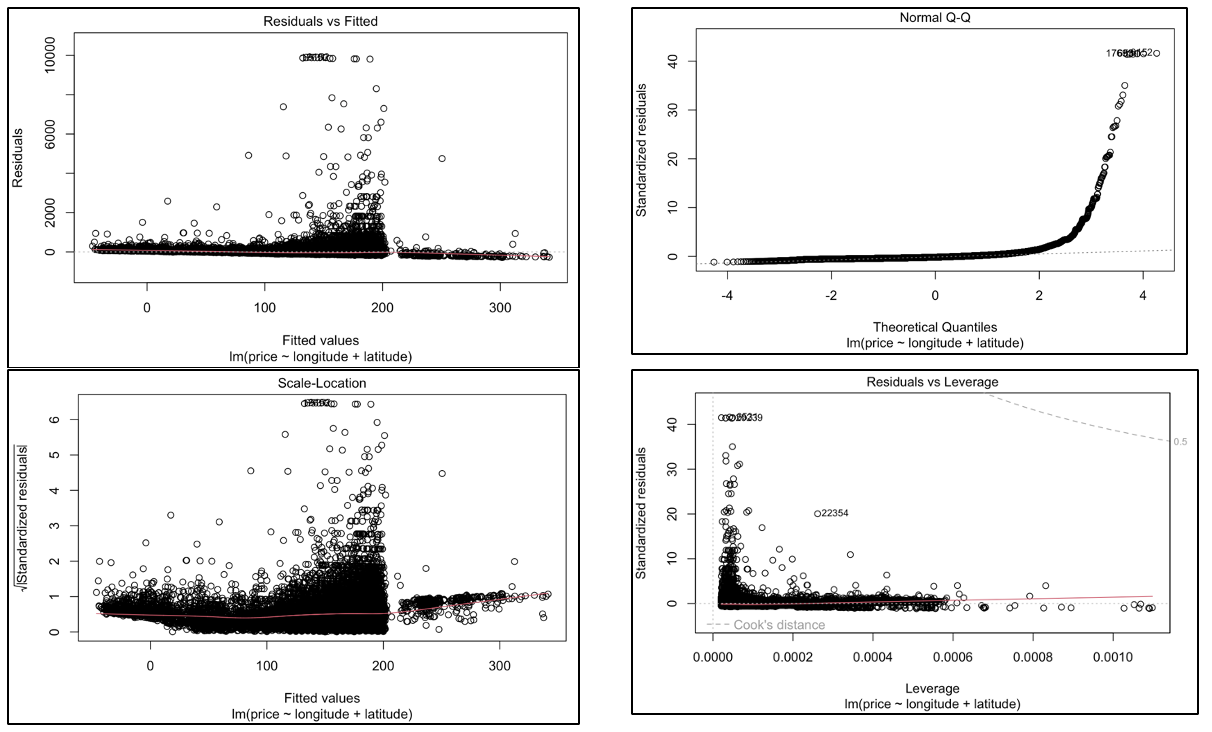 Residuals vs Fitted
Residuals
10000
6000
2000
0
0 100 200 300
Fitted values
lm(price ~ longitude + latitude)
Normal Q-Q
Standardized residuals
40
30
20
10
0
-4 -2 0 2 4
Theoretical Quantiles
lm(price ~ longitude + latitude)
Scale-Location
√|Standardized residuals|
6
5
4
3
2
1
0
0 100 200 300
Fitted values
lm(price ~ longitude + latitude)
Residuals vs Leverage
Standardized residuals
40
30
20
10
0
22354
0.5
Cook's distance
0.0000 0.0002 0.0004 0.0006 0.0008 0.0010
Leverage
lm(price ~ longitude + latitude)